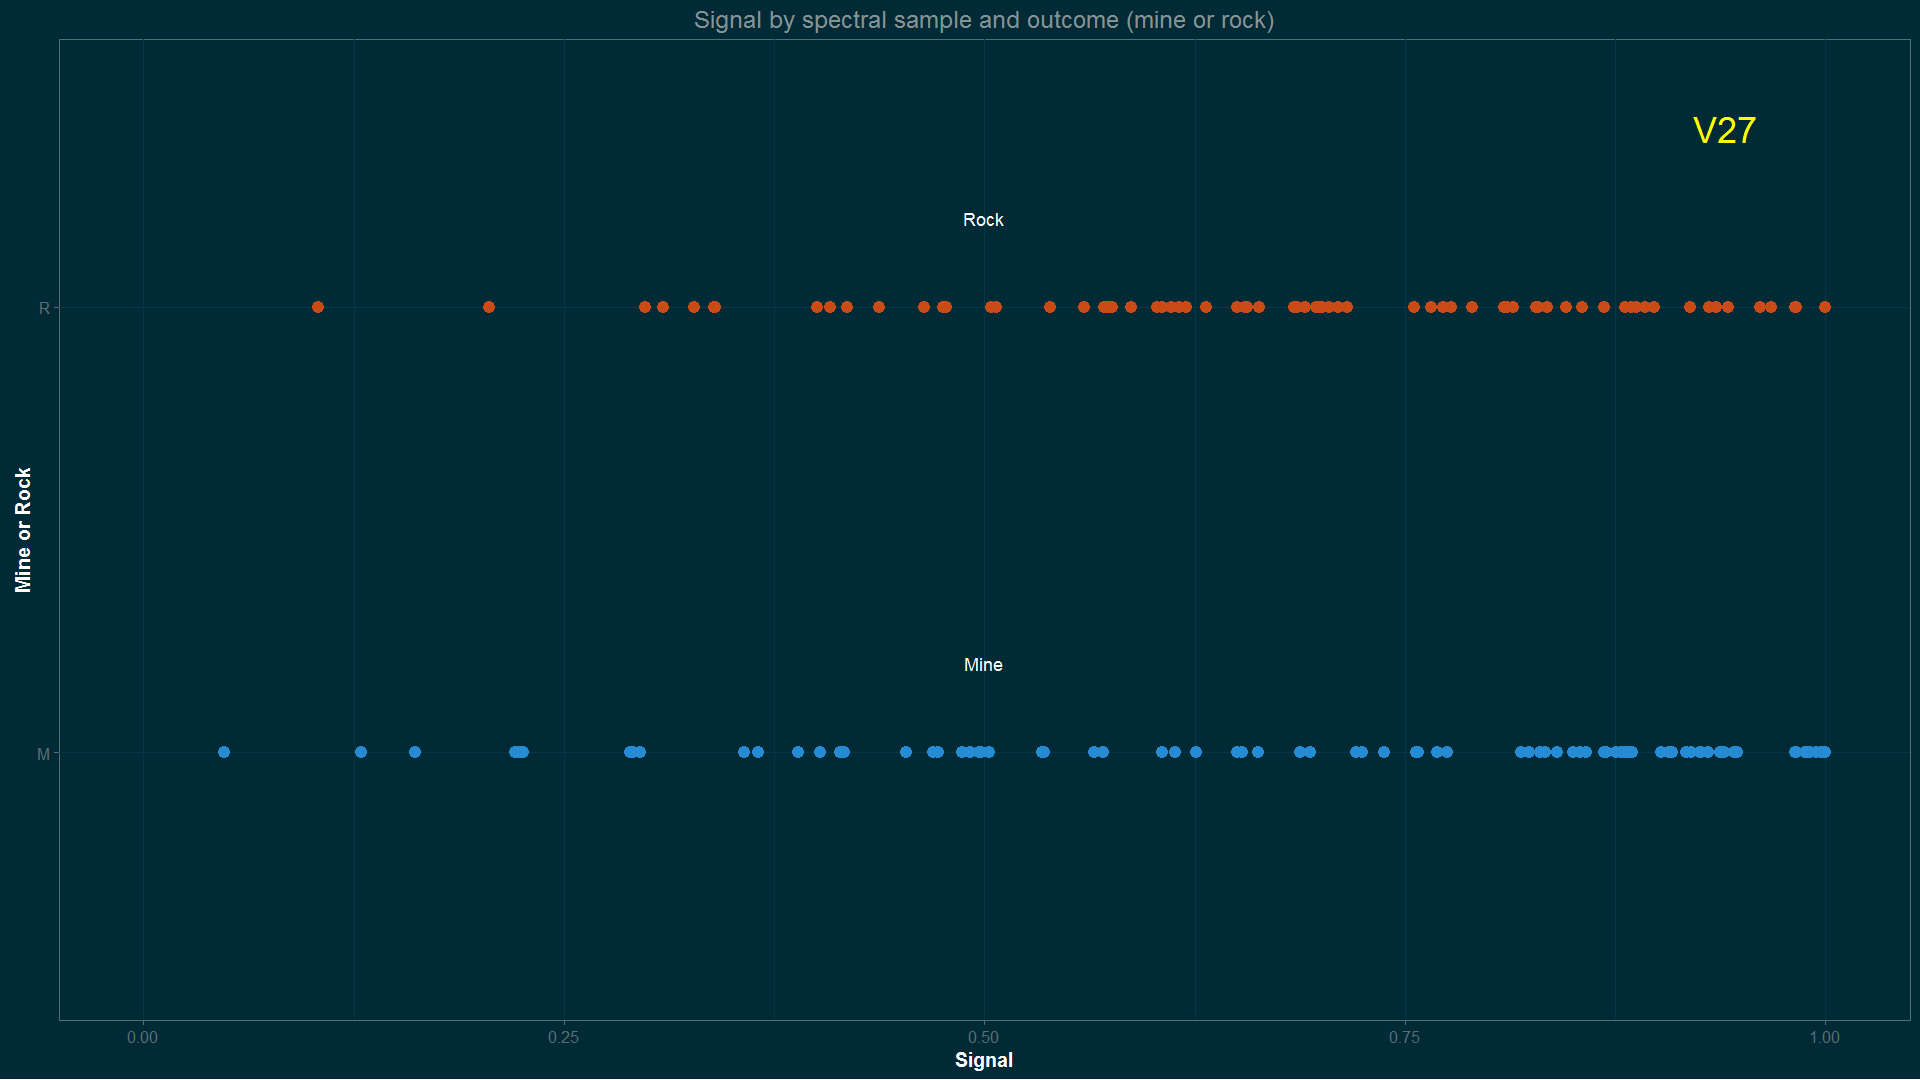 Signal by spectral sample and outcome (mine or rock)
V27
Rock
R
Mine or Rock
Mine
M
0.00 0.25 0.50 0.75 1.00
Signal